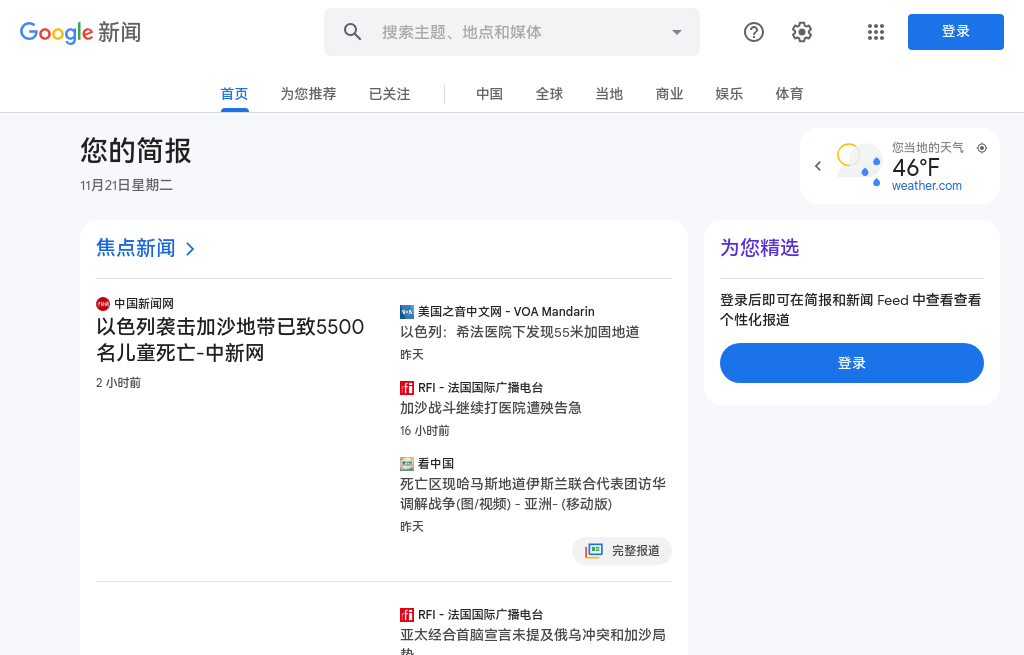 Google 新闻
搜索主题、地点和媒体
登录
首页
为您推荐
已关注
中国
全球
当地
商业
娱乐
体育
您的简报
11月21日星期二
您当地的天气
46°F
weather.com
焦点新闻
中国新闻网
以色列袭击加沙地带已致5500
名儿童死亡-中新网
2 小时前
美国之音中文网 - VOA Mandarin
以色列：希法医院下发现55米加固地道
昨天
RFI - 法国国际广播电台
加沙战斗继续打医院遭殃告急
16 小时前
看中国
死亡区现哈马斯地道伊斯兰联合代表团访华
调解战争(图/视频) - 亚洲- (移动版)
昨天
完整报道
RFI - 法国国际广播电台
亚太经合首脑宣言未提及俄乌冲突和加沙局
势
为您精选
登录后即可在简报和新闻 Feed 中查看查看
个性化报道
登录